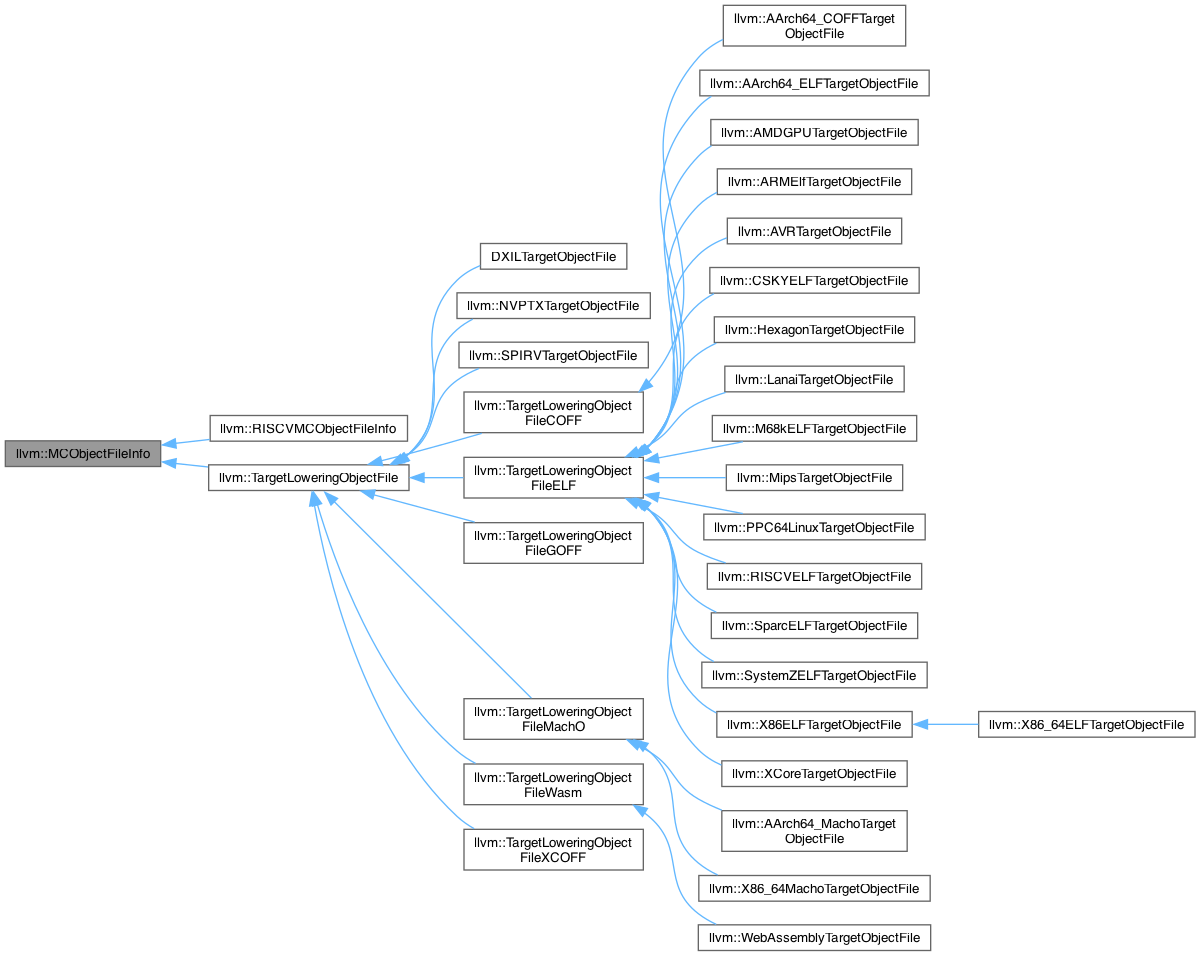 llvm::MCObjectFileInfo
llvm::RISCVMCObjectFileInfo
llvm::TargetLoweringObjectFile
DXILTargetObjectFile
llvm::NVPTXTargetObjectFile
llvm::SPIRVTargetObjectFile
llvm::TargetLoweringObject
FileCOFF
llvm::TargetLoweringObject
FileELF
llvm::TargetLoweringObject
FileGOFF
llvm::TargetLoweringObject
FileMachO
llvm::TargetLoweringObject
FileWasm
llvm::TargetLoweringObject
FileXCOFF
llvm::AArch64_COFFTarget
ObjectFile
llvm::AArch64_ELFTargetObjectFile
llvm::AMDGPUTargetObjectFile
llvm::ARMElfTargetObjectFile
llvm::AVRTargetObjectFile
llvm::CSKYELFTargetObjectFile
llvm::HexagonTargetObjectFile
llvm::LanaiTargetObjectFile
llvm::M68kELFTargetObjectFile
llvm::MipsTargetObjectFile
llvm::PPC64LinuxTargetObjectFile
llvm::RISCVELFTargetObjectFile
llvm::SparcELFTargetObjectFile
llvm::SystemZELFTargetObjectFile
llvm::X86ELFTargetObjectFile
llvm::XCoreTargetObjectFile
llvm::AArch64_MachoTarget
ObjectFile
llvm::X86_64MachoTargetObjectFile
llvm::WebAssemblyTargetObjectFile
llvm::X86_64ELFTargetObjectFile